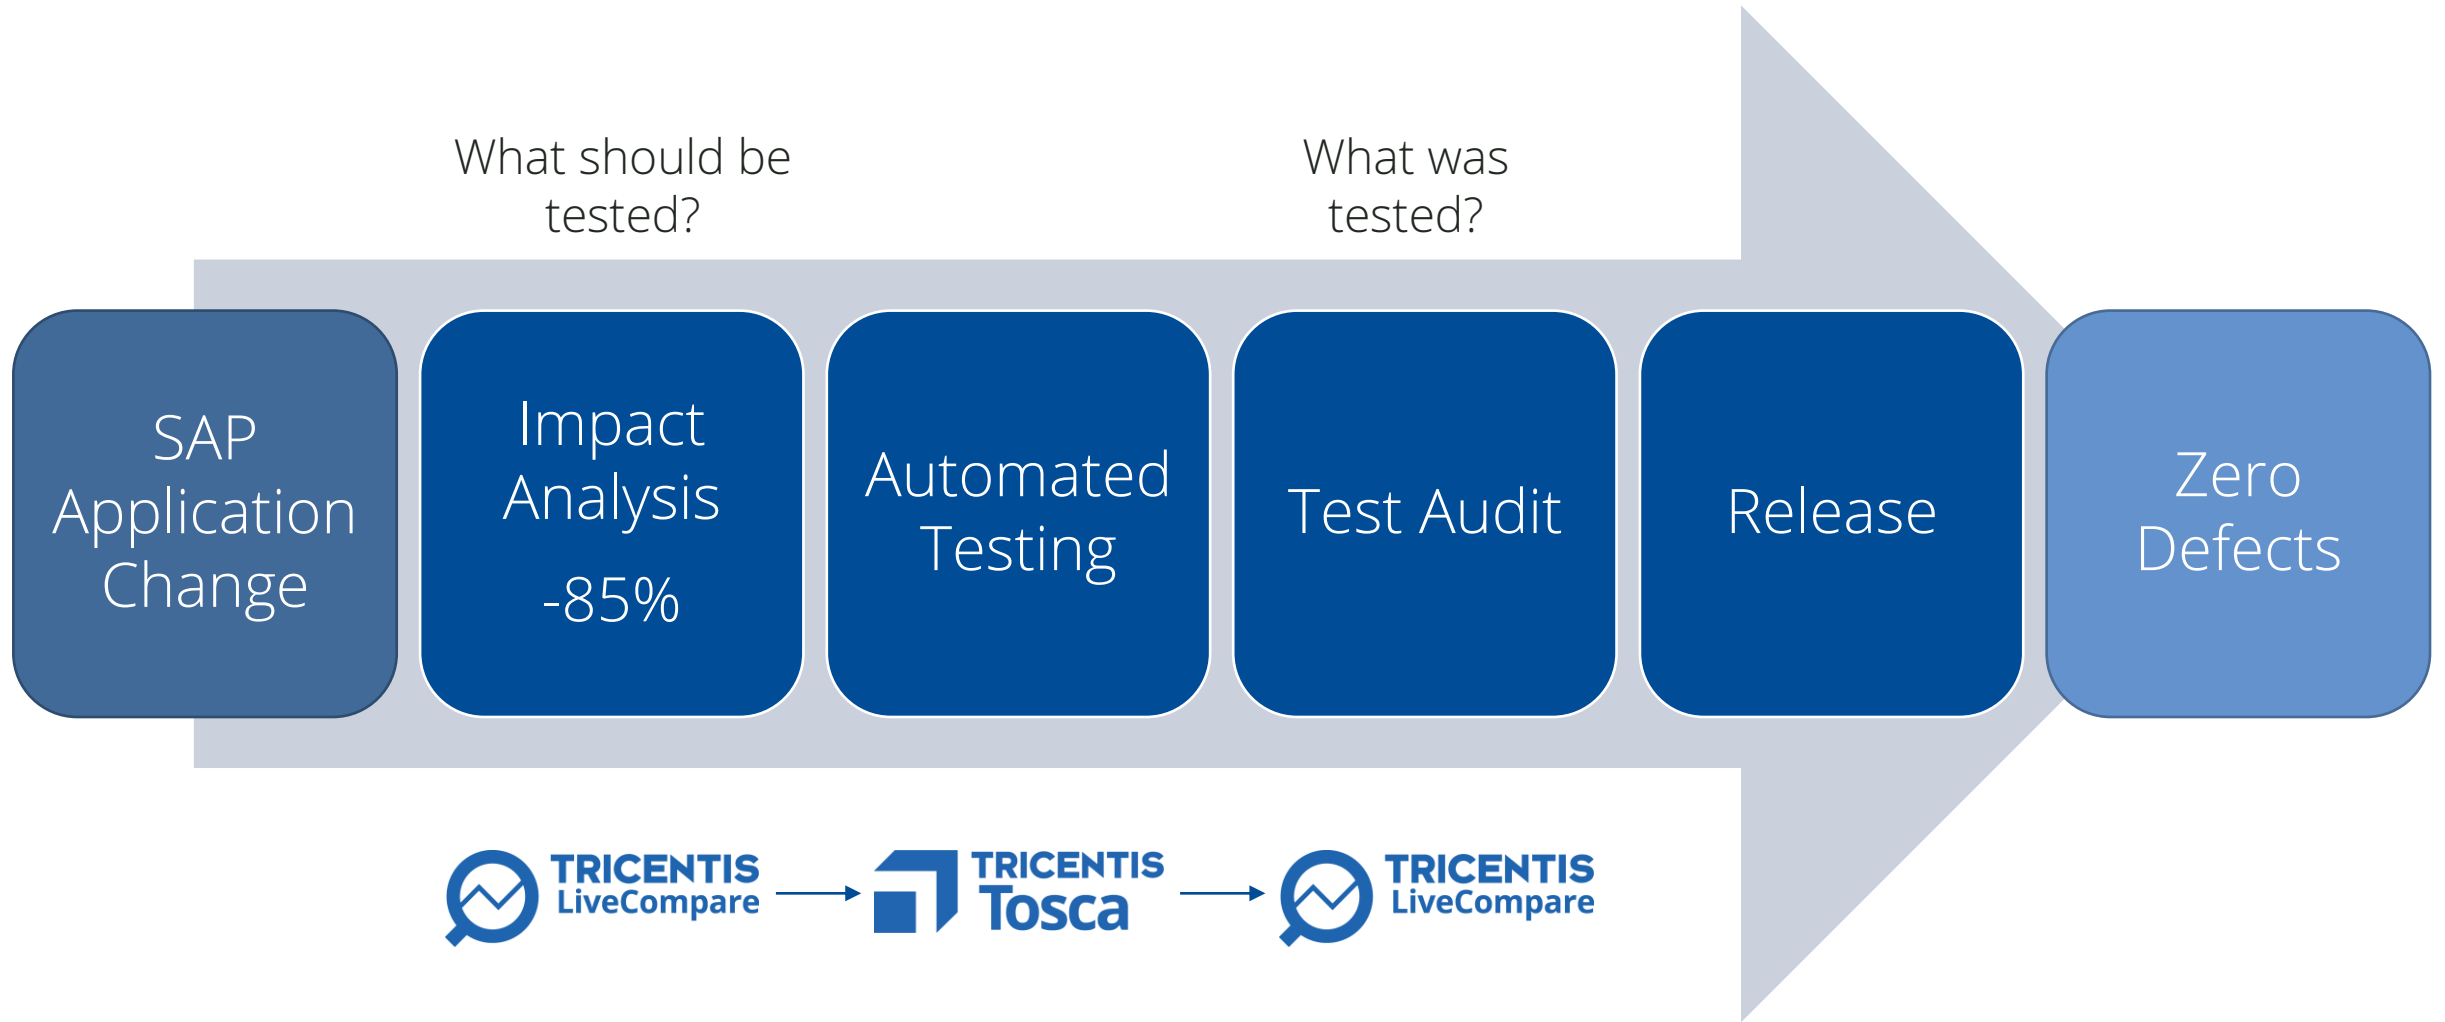 What should be
tested?
What was
tested?
SAP
Application
Change
Impact
Analysis
-85%
Automated
Testing
Test Audit
Release
Zero
Defects
TRICENTIS
LiveCompare
TRICENTIS
Tosca
TRICENTIS
LiveCompare